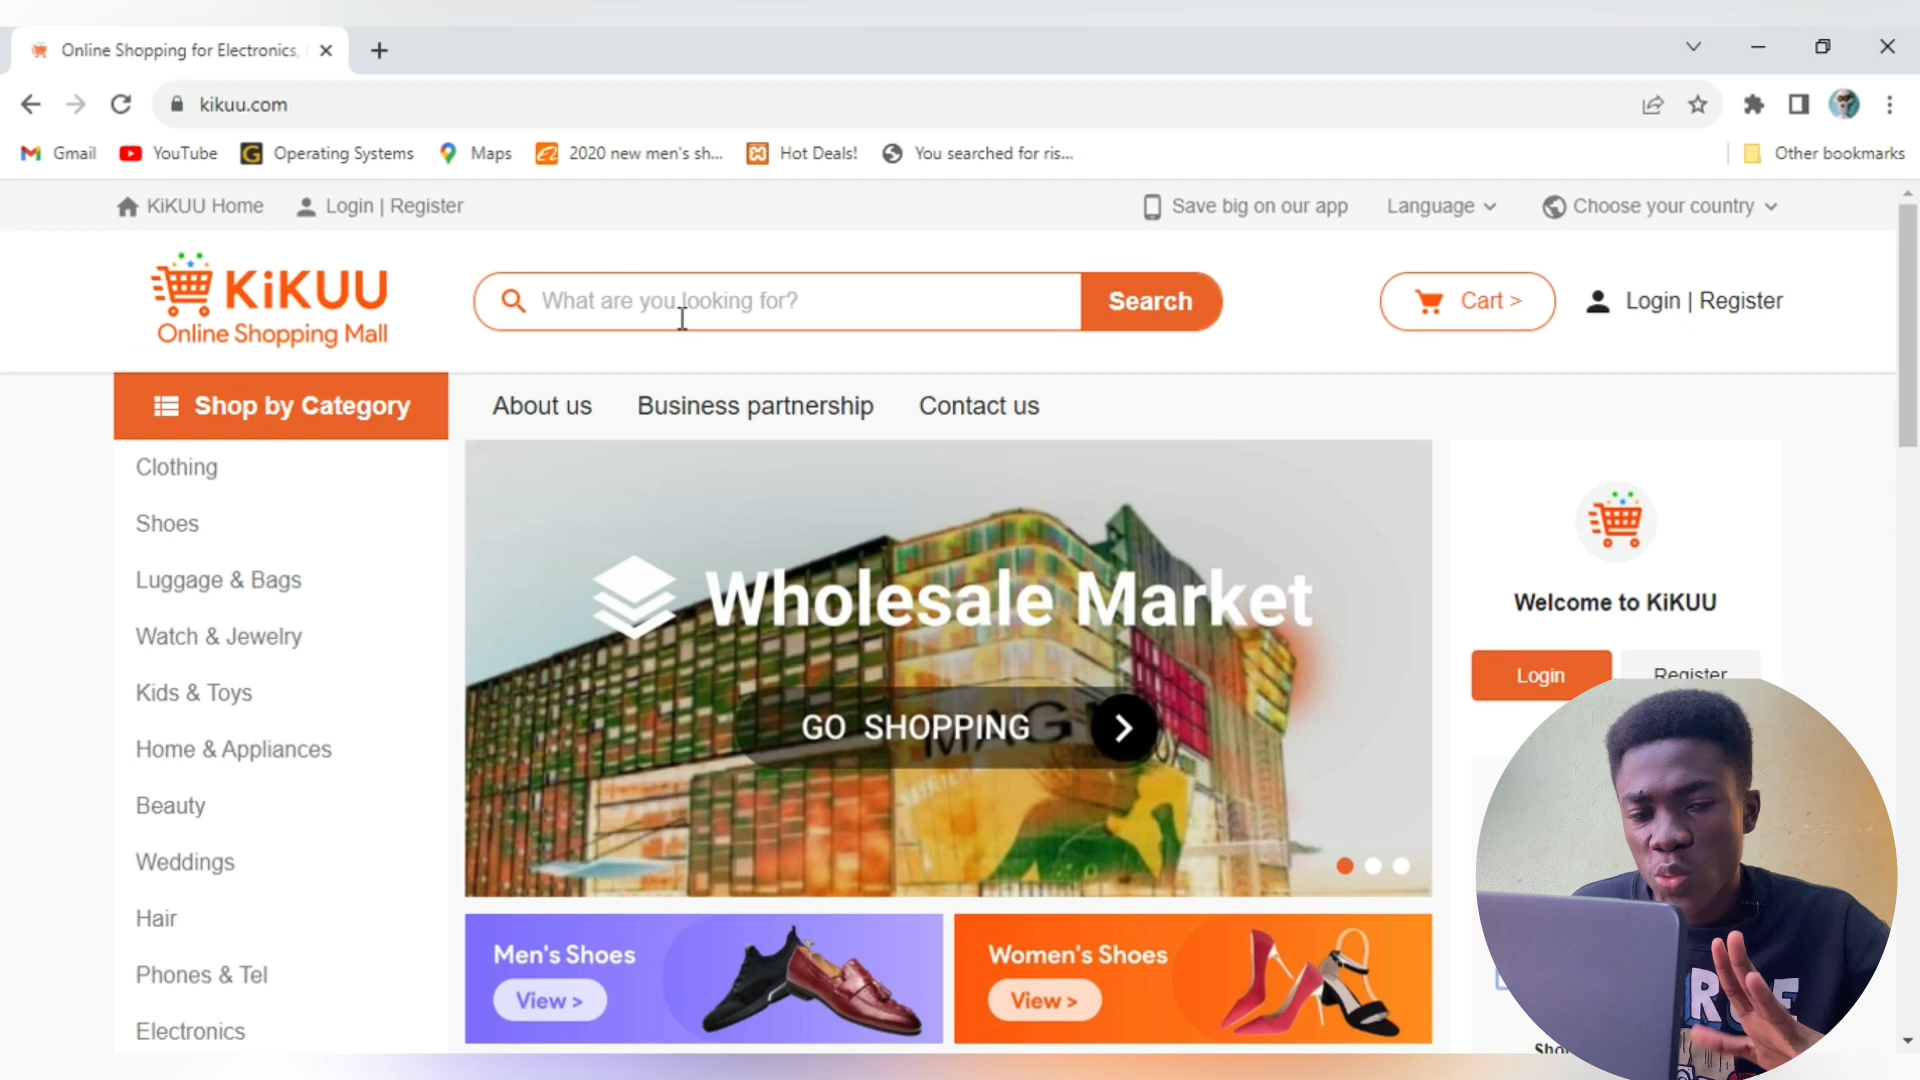 Online Shopping for Electronics,
kikuu.com
Gmail
YouTube
Operating Systems
Maps
2020 new men's sh...
Hot Deals!
You searched for ris...
Other bookmarks
KiKUU Home
Login | Register
Save big on our app
Language
Choose your country
KiKUU
Online Shopping Mall
What are you looking for?
Search
Cart >
Login | Register
Shop by Category
About us
Business partnership
Contact us
Clothing
Shoes
Luggage & Bags
Watch & Jewelry
Kids & Toys
Home & Appliances
Beauty
Weddings
Hair
Phones & Tel
Electronics
Wholesale Market
GO SHOPPING
Men's Shoes
View >
Women's Shoes
View >
Welcome to KiKUU
Login
Register